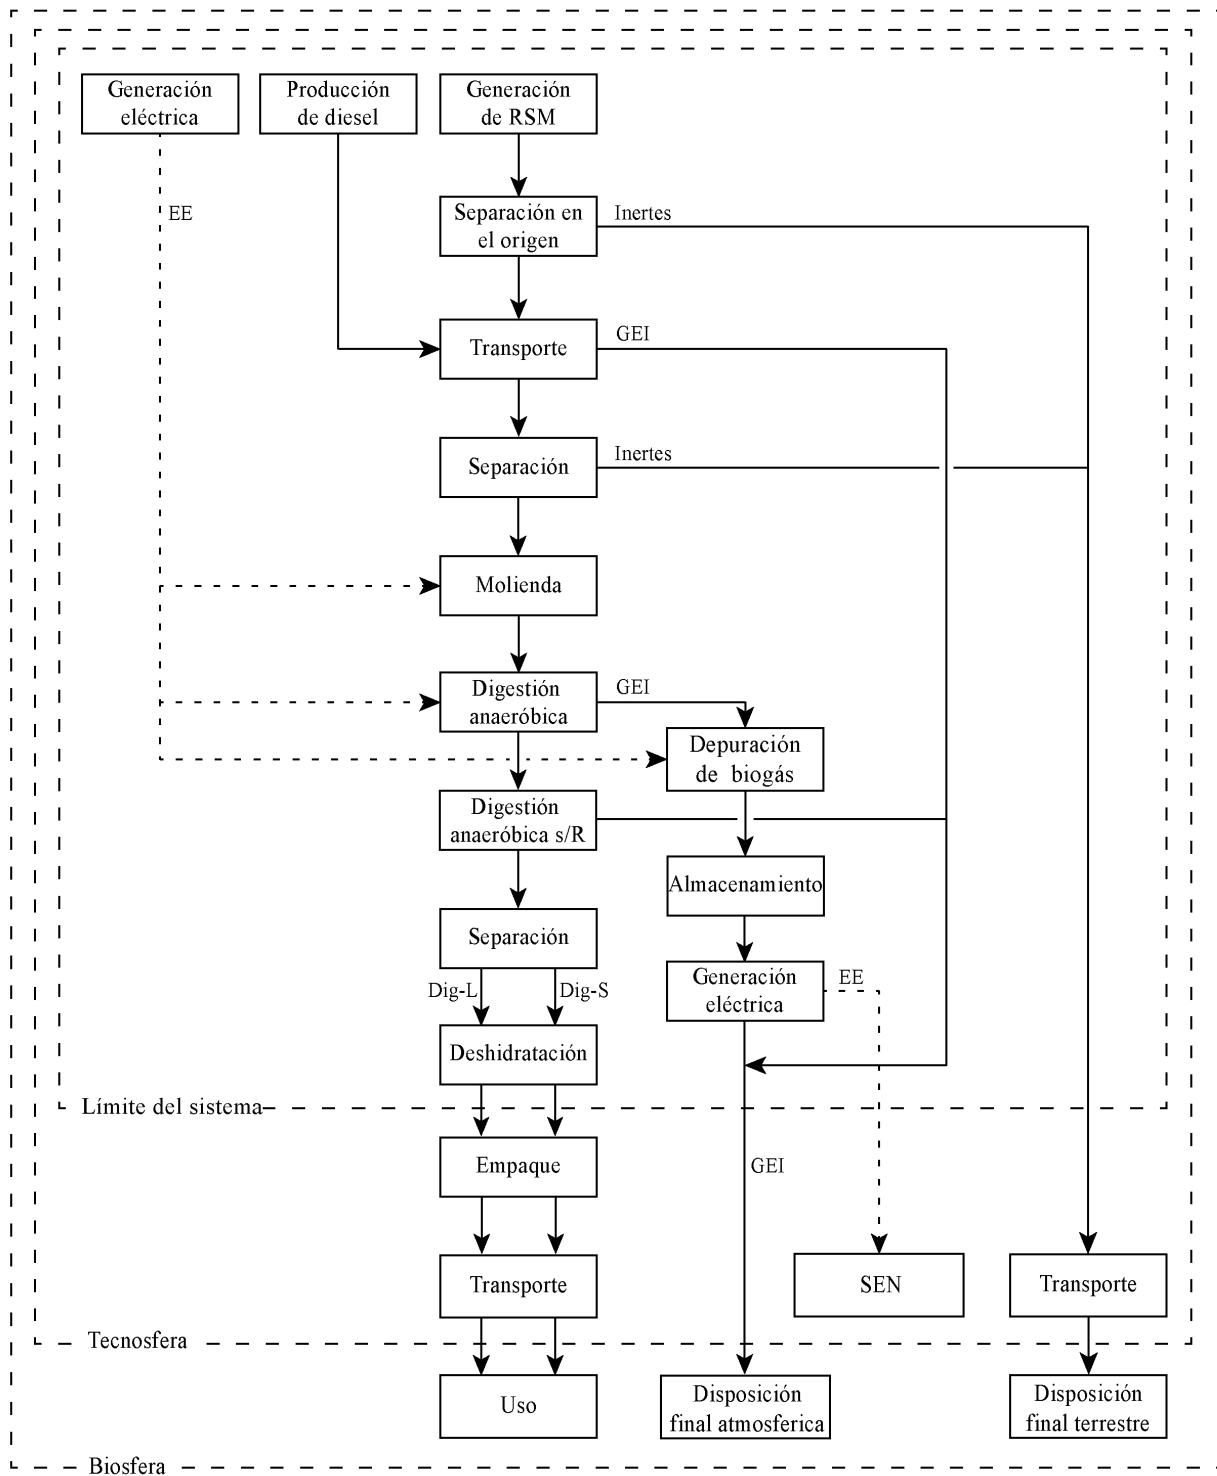 Generación
eléctrica
Producción
de diesel
Generación
de RSM
EE
Separación en
el origen
Inertes
Transporte
GEI
Separación
Inertes
Molienda
Digestión
anaeróbica
GEI
Depuración
de biogás
Digestión
anaeróbica s/R
Almacenamiento
Separación
Generación
eléctrica
EE
Dig-L
Dig-S
Deshidratación
Límite del sistema
Empaque
GEI
Transporte
SEN
Transporte
Tecnosfera
Uso
Disposición
final atmosferica
Disposición
final terrestre
Biosfera